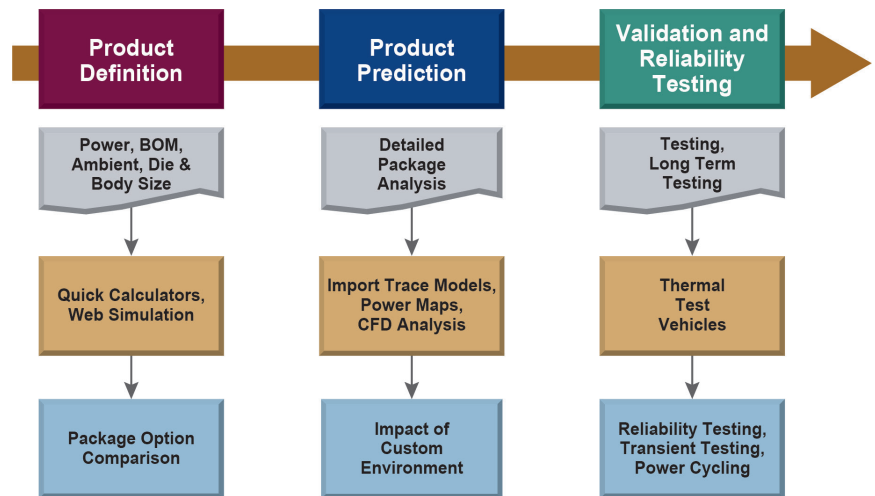 Product
Definition
Product
Prediction
Validation and
Reliability
Testing
Power, BOM,
Ambient, Die &
Body Size
Detailed
Package
Analysis
Testing,
Long Term
Testing
Quick Calculators,
Web Simulation
Import Trace Models,
Power Maps,
CFD Analysis
Thermal
Test
Vehicles
Package Option
Comparison
Impact of
Custom
Environment
Reliability Testing,
Transient Testing,
Power Cycling